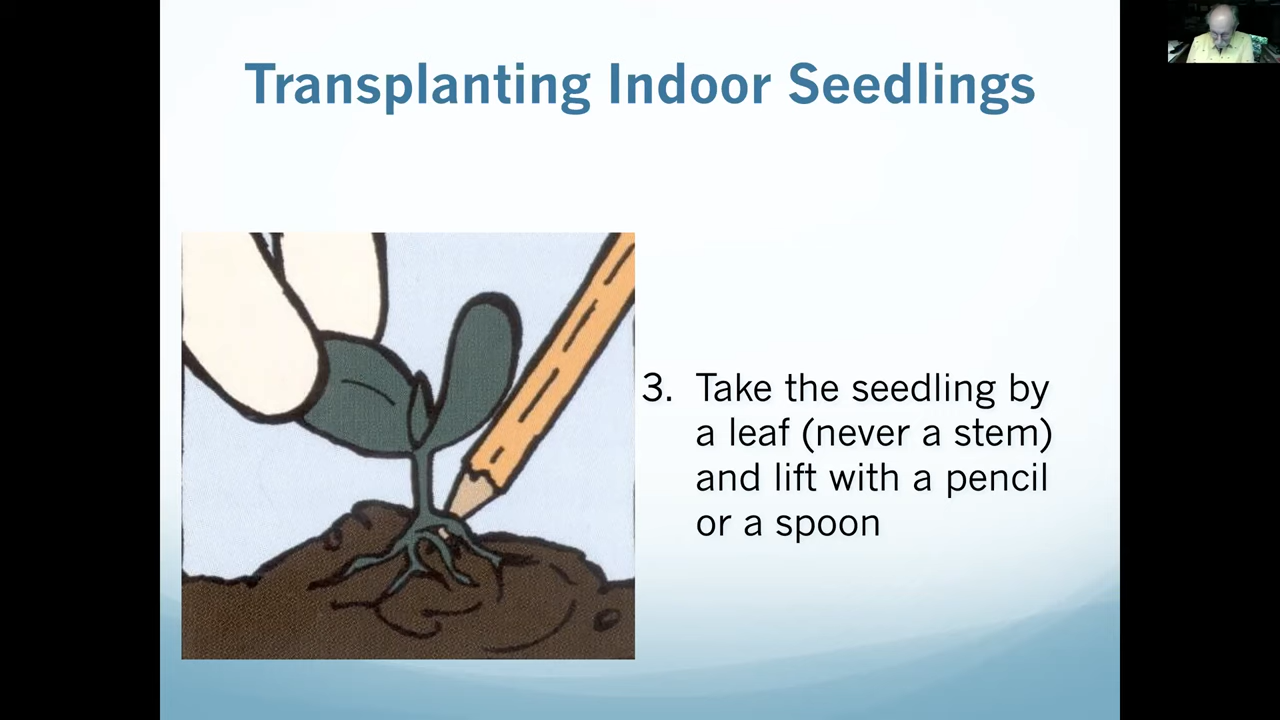 Transplanting Indoor Seedlings
3. Take the seedling by
a leaf (never a stem)
and lift with a pencil
or a spoon